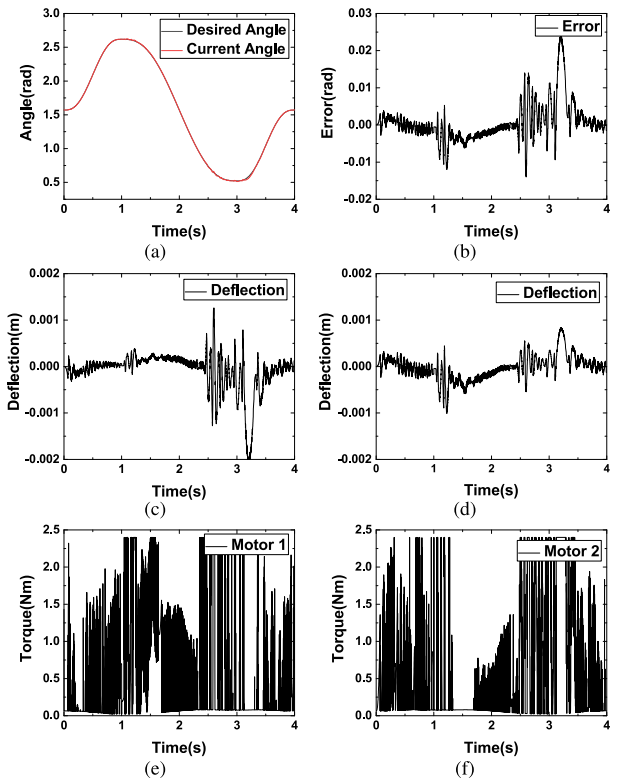 (a)
Desired Angle
Current Angle
Angle(rad)
3.0
2.5
2.0
1.5
1.0
0.5
0 1 2 3 4
Time(s)
(b)
Error
Error(rad)
0.03
0.02
0.01
0.00
-0.01
-0.02
0 1 2 3 4
Time(s)
(a)
(b)
Deflection
Deflection(m)
0.002
0.001
0.000
-0.001
-0.002
0 1 2 3 4
Time(s)
(c)
Deflection
Deflection(m)
0.002
0.001
0.000
-0.001
-0.002
0 1 2 3 4
Time(s)
(d)
Motor 1
Torque(Nm)
2.5
2.0
1.5
1.0
0.5
0.0
0 1 2 3 4
Time(s)
(e)
Motor 2
Torque(Nm)
2.5
2.0
1.5
1.0
0.5
0.0
0 1 2 3 4
Time(s)
(f)